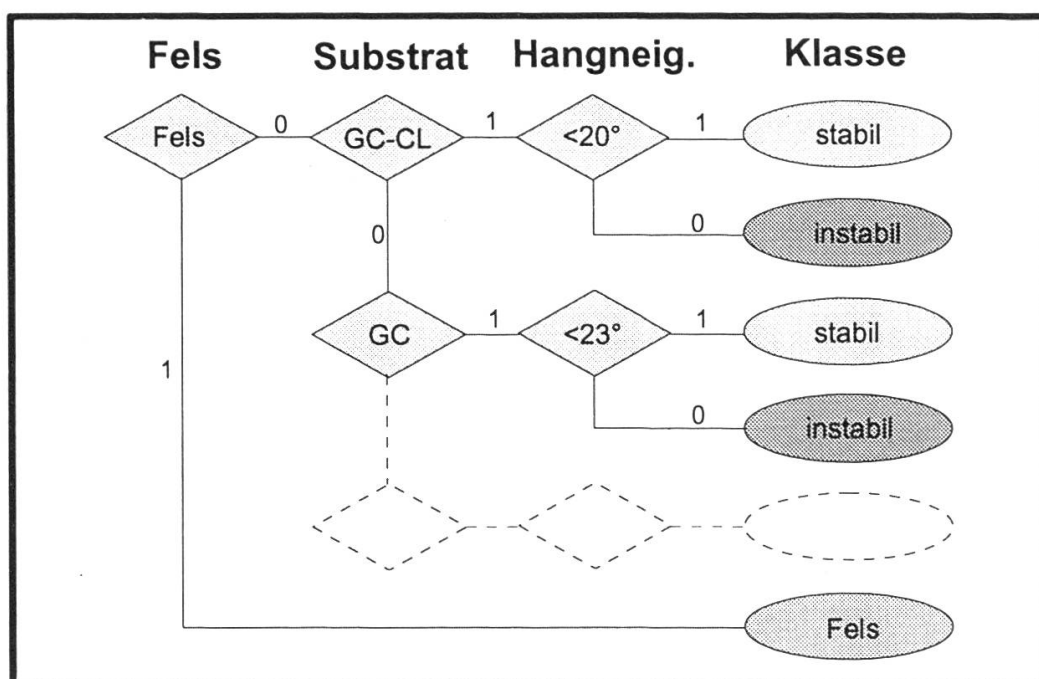 Fels Substrat Hangneig. Klasse
Fels 0 GC-CL 1 <20° 1 stabil
0 0 instabil
GC 1 <23° 1 stabil
1
0 instabil
Fels